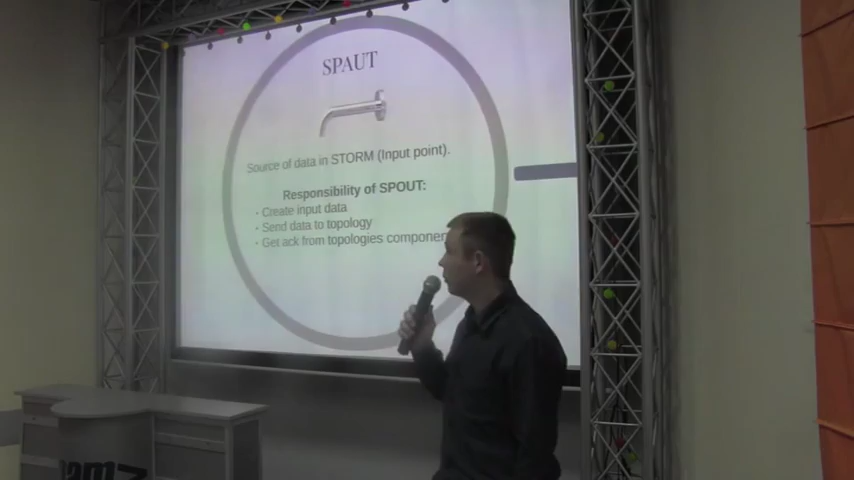 SPAUT
Source of data in STORM (Input point).
Responsibility of SPOUT:
- Create input data
- Send data to topology
- Get ack from topologies